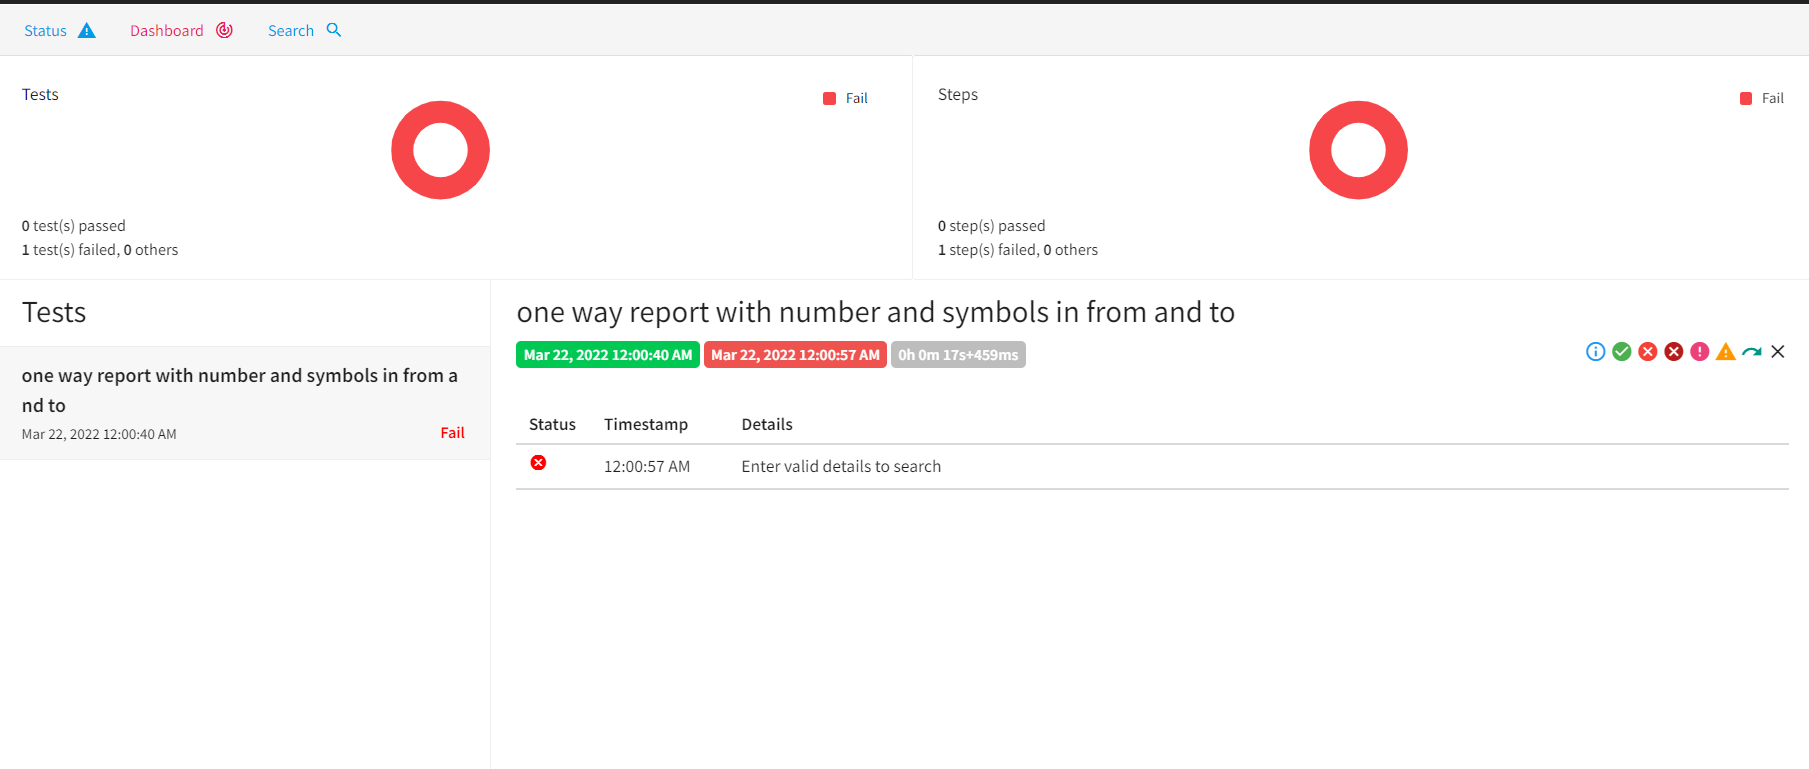 Status Dashboard Search
Tests
Fail
0 test(s) passed
1 test(s) failed, 0 others
Steps
Fail
0 step(s) passed
1 step(s) failed, 0 others
Tests
one way report with number and symbols in from a
nd to
Mar 22, 2022 12:00:40 AM Fail
one way report with number and symbols in from and to
Mar 22, 2022 12:00:40 AM Mar 22, 2022 12:00:57 AM 0h 0m 17s+459ms
Status Timestamp Details
12:00:57 AM Enter valid details to search